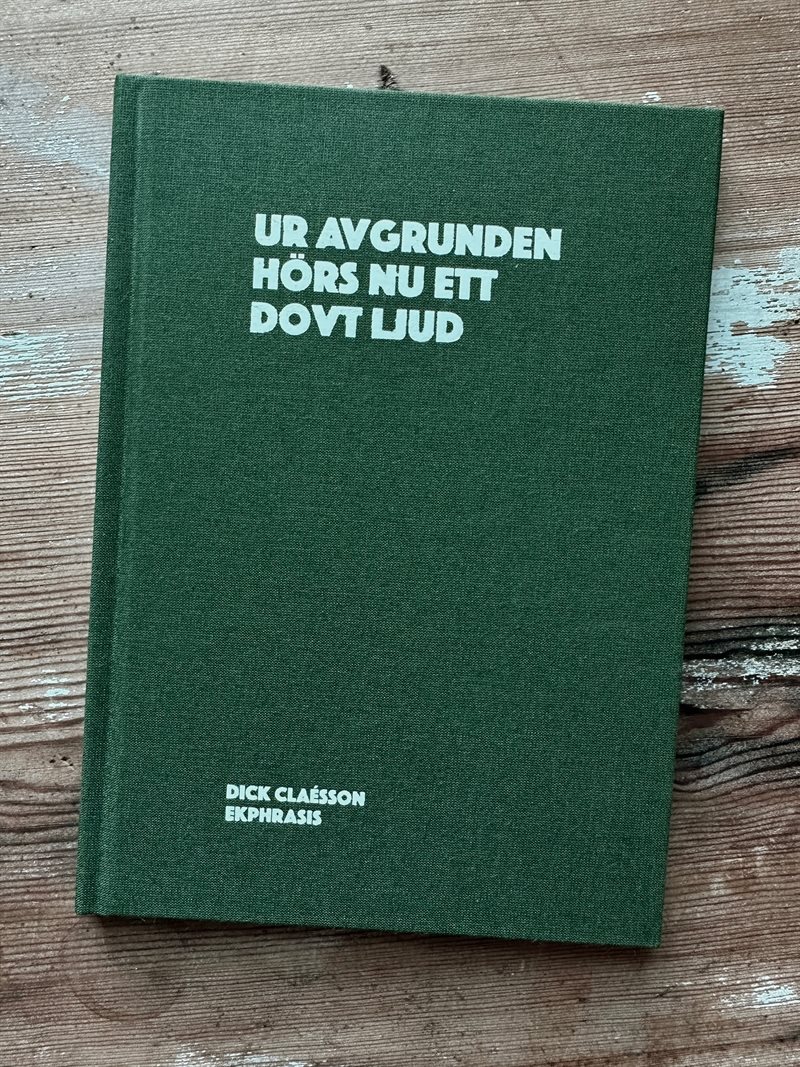 UR AVGRUNDEN
HÖRS NU ETT
DOVT LJUD
DICK CLAÉSSON
EKPHRASIS